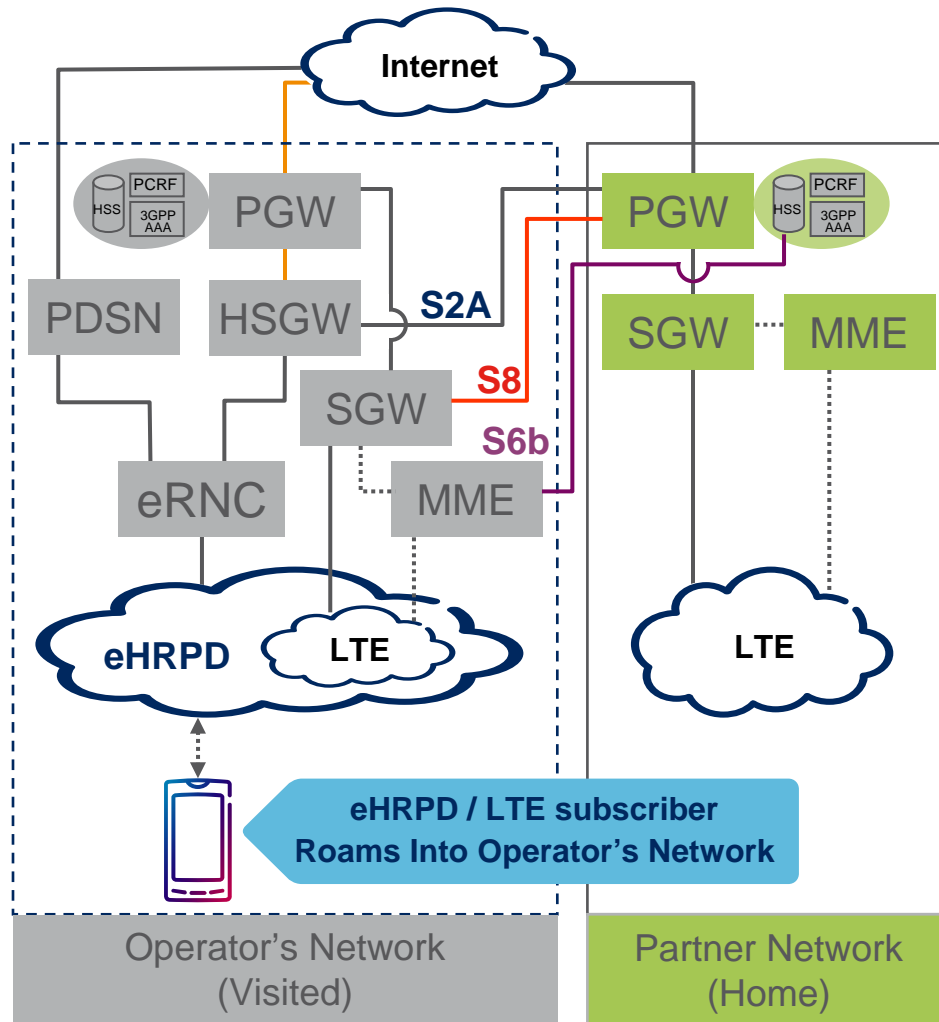 Internet
HSS
PCRF
3GPP
AAA
PGW
PGW
HSS
PCRF
3GPP
AAA
PDSN
HSGW
S2A
SGW
MME
S8
SGW
S6b
eRNC
MME
eHRPD
LTE
LTE
eHRPD / LTE subscriber
Roams Into Operator’s Network
Operator’s Network
(Visited)
Partner Network
(Home)